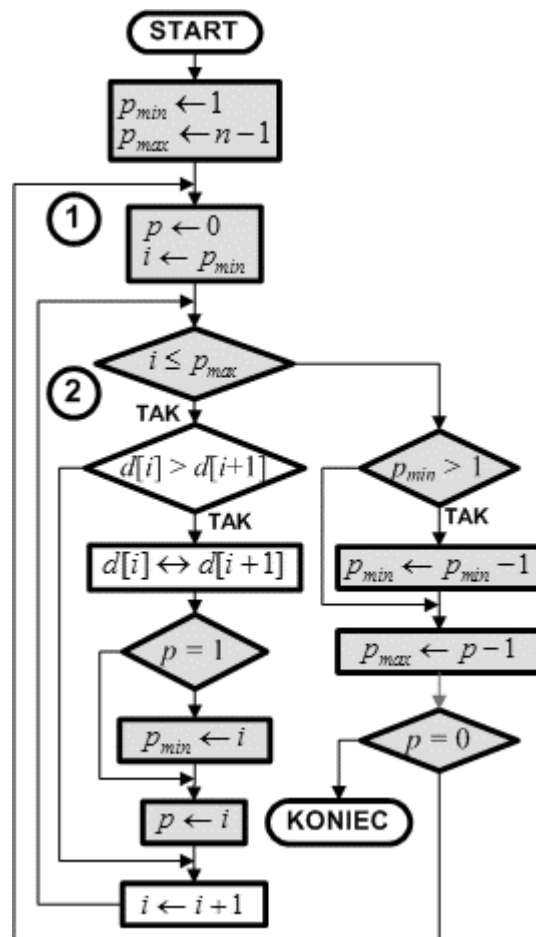 START
p_min ← 1
p_max ← n − 1
1
p ← 0
i ← p_min
i ≤ p_max
2
TAK
d[i] > d[i+1]
TAK
d[i] ↔ d[i + 1]
p = 1
p_min ← i
p ← i
i ← i + 1
p_min > 1
TAK
p_min ← p_min − 1
p_max ← p − 1
p = 0
KONIEC